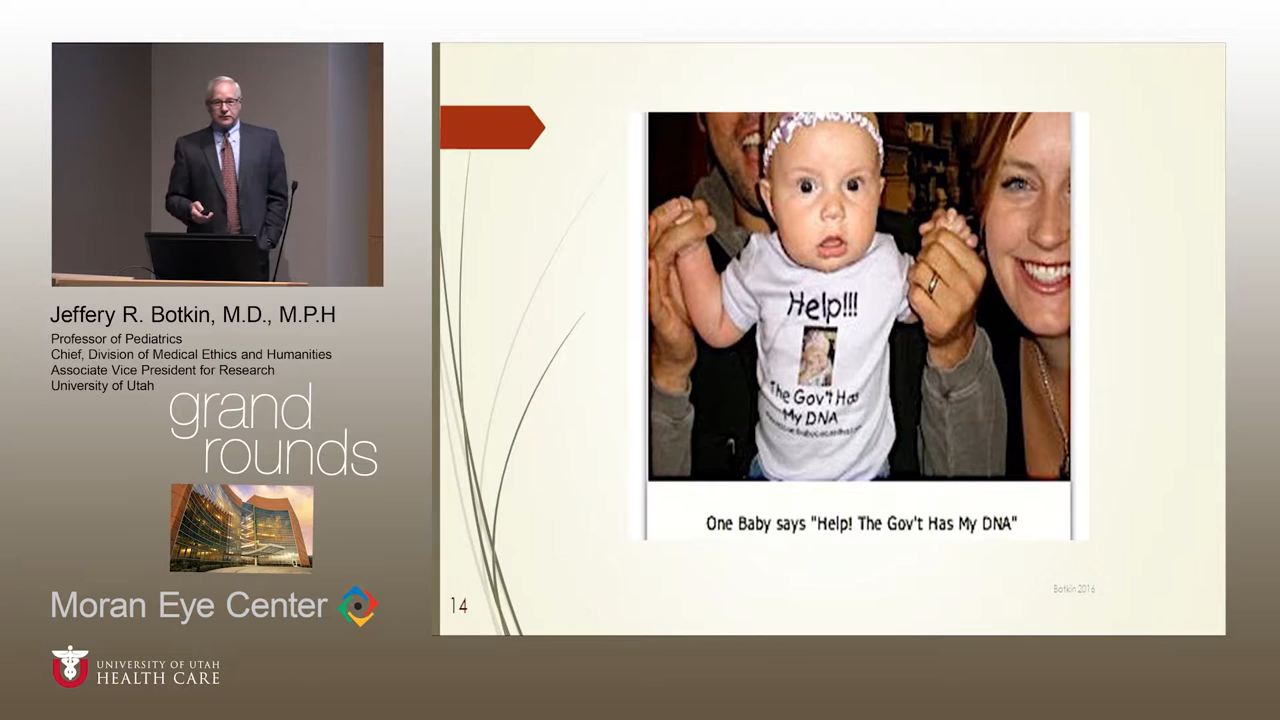 Jeffery R. Botkin, M.D., M.P.H
Professor of Pediatrics
Chief, Division of Medical Ethics and Humanities
Associate Vice President for Research
University of Utah
grand
rounds
Moran Eye Center
UNIVERSITY OF UTAH
HEALTH CARE
Help!!!
The Gov't Has
My DNA
One Baby says "Help! The Gov't Has My DNA"
Botkin 2016
14